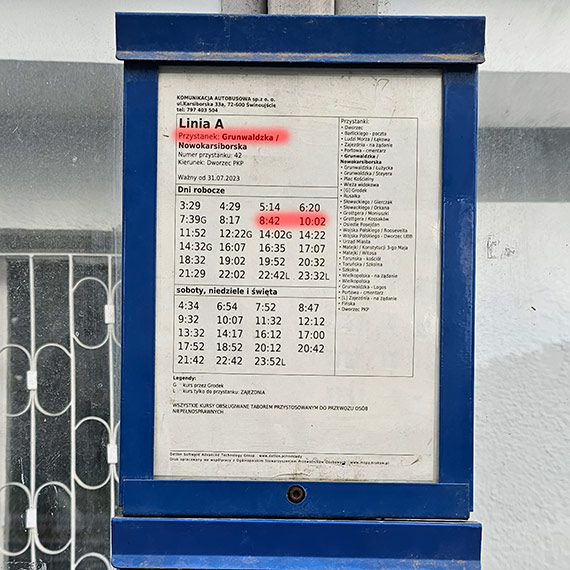 KOMUNIKACJA AUTOBUSOWA sp.z o. o.
ul.Karsiborska 33a, 72-600 Świnoujście
tel: 797 403 504
Linia A
Przystanek: Grunwaldzka /
Nowokarsiborska
Numer przystanku: 42
Kierunek: Dworzec PKP
Ważny od 31.07.2023
Dni robocze
3:29 4:29 5:14 6:20
7:39G 8:17 8:42 10:02
11:52 12:22G 13:02 14:22
14:32G 16:07 16:35 17:07
18:32 19:02 19:52 20:32
21:29 22:02 22:42L 23:32L
soboty, niedziele i święta
4:34 6:54 7:52 8:47
9:32 10:07 11:32 12:12
13:32 14:17 16:12 17:00
17:52 18:52 20:12 20:42
21:42 22:42 23:52L
Legendy:
G - kurs przez Grodek
L - kurs tylko do przystanku: ZAJEZDNIA
WSZYSTKIE KURSY OBSŁUGIWANE TABOREM PRZYSTOSOWANYM DO PRZEWOZU OSÓB
NIEPEŁNOSPRAWNYCH
Przystanki:
• Dworzec
• Barlickiego - poczta
• Ludzi Morza / Łąkowa
• Zajezdnia - na żądanie
• Portowa - cmentarz
• Grunwaldzka /
Nowokarsiborska
• Grunwaldzka / Łużycka
• Grunwaldzka / Steyera
• Plac Kościelny
• Wieża widokowa
• [G] Grodek
• Rusałka
• Słowackiego / Gierczak
• Słowackiego / Orkana
• Grottgera / Moniuszki
• Grottgera / Kossaków
• Osiedle Posejdon
• Wojska Polskiego / Roosevelta
• Wojska Polskiego - Dworzec UBB
• Urząd Miasta
• Matejki / Konstytucji 3-go Maja
• Matejki / Witosa
• Toruńska - kościół
• Toruńska / Szkolna
• Szkolna
• Wielkopolska - na żądanie
• Wielkopolska
• Grunwaldzka - Logos
• Portowa - cmentarz
• [L] Zajezdnia - na żądanie
• Fińska
• Dworzec PKP